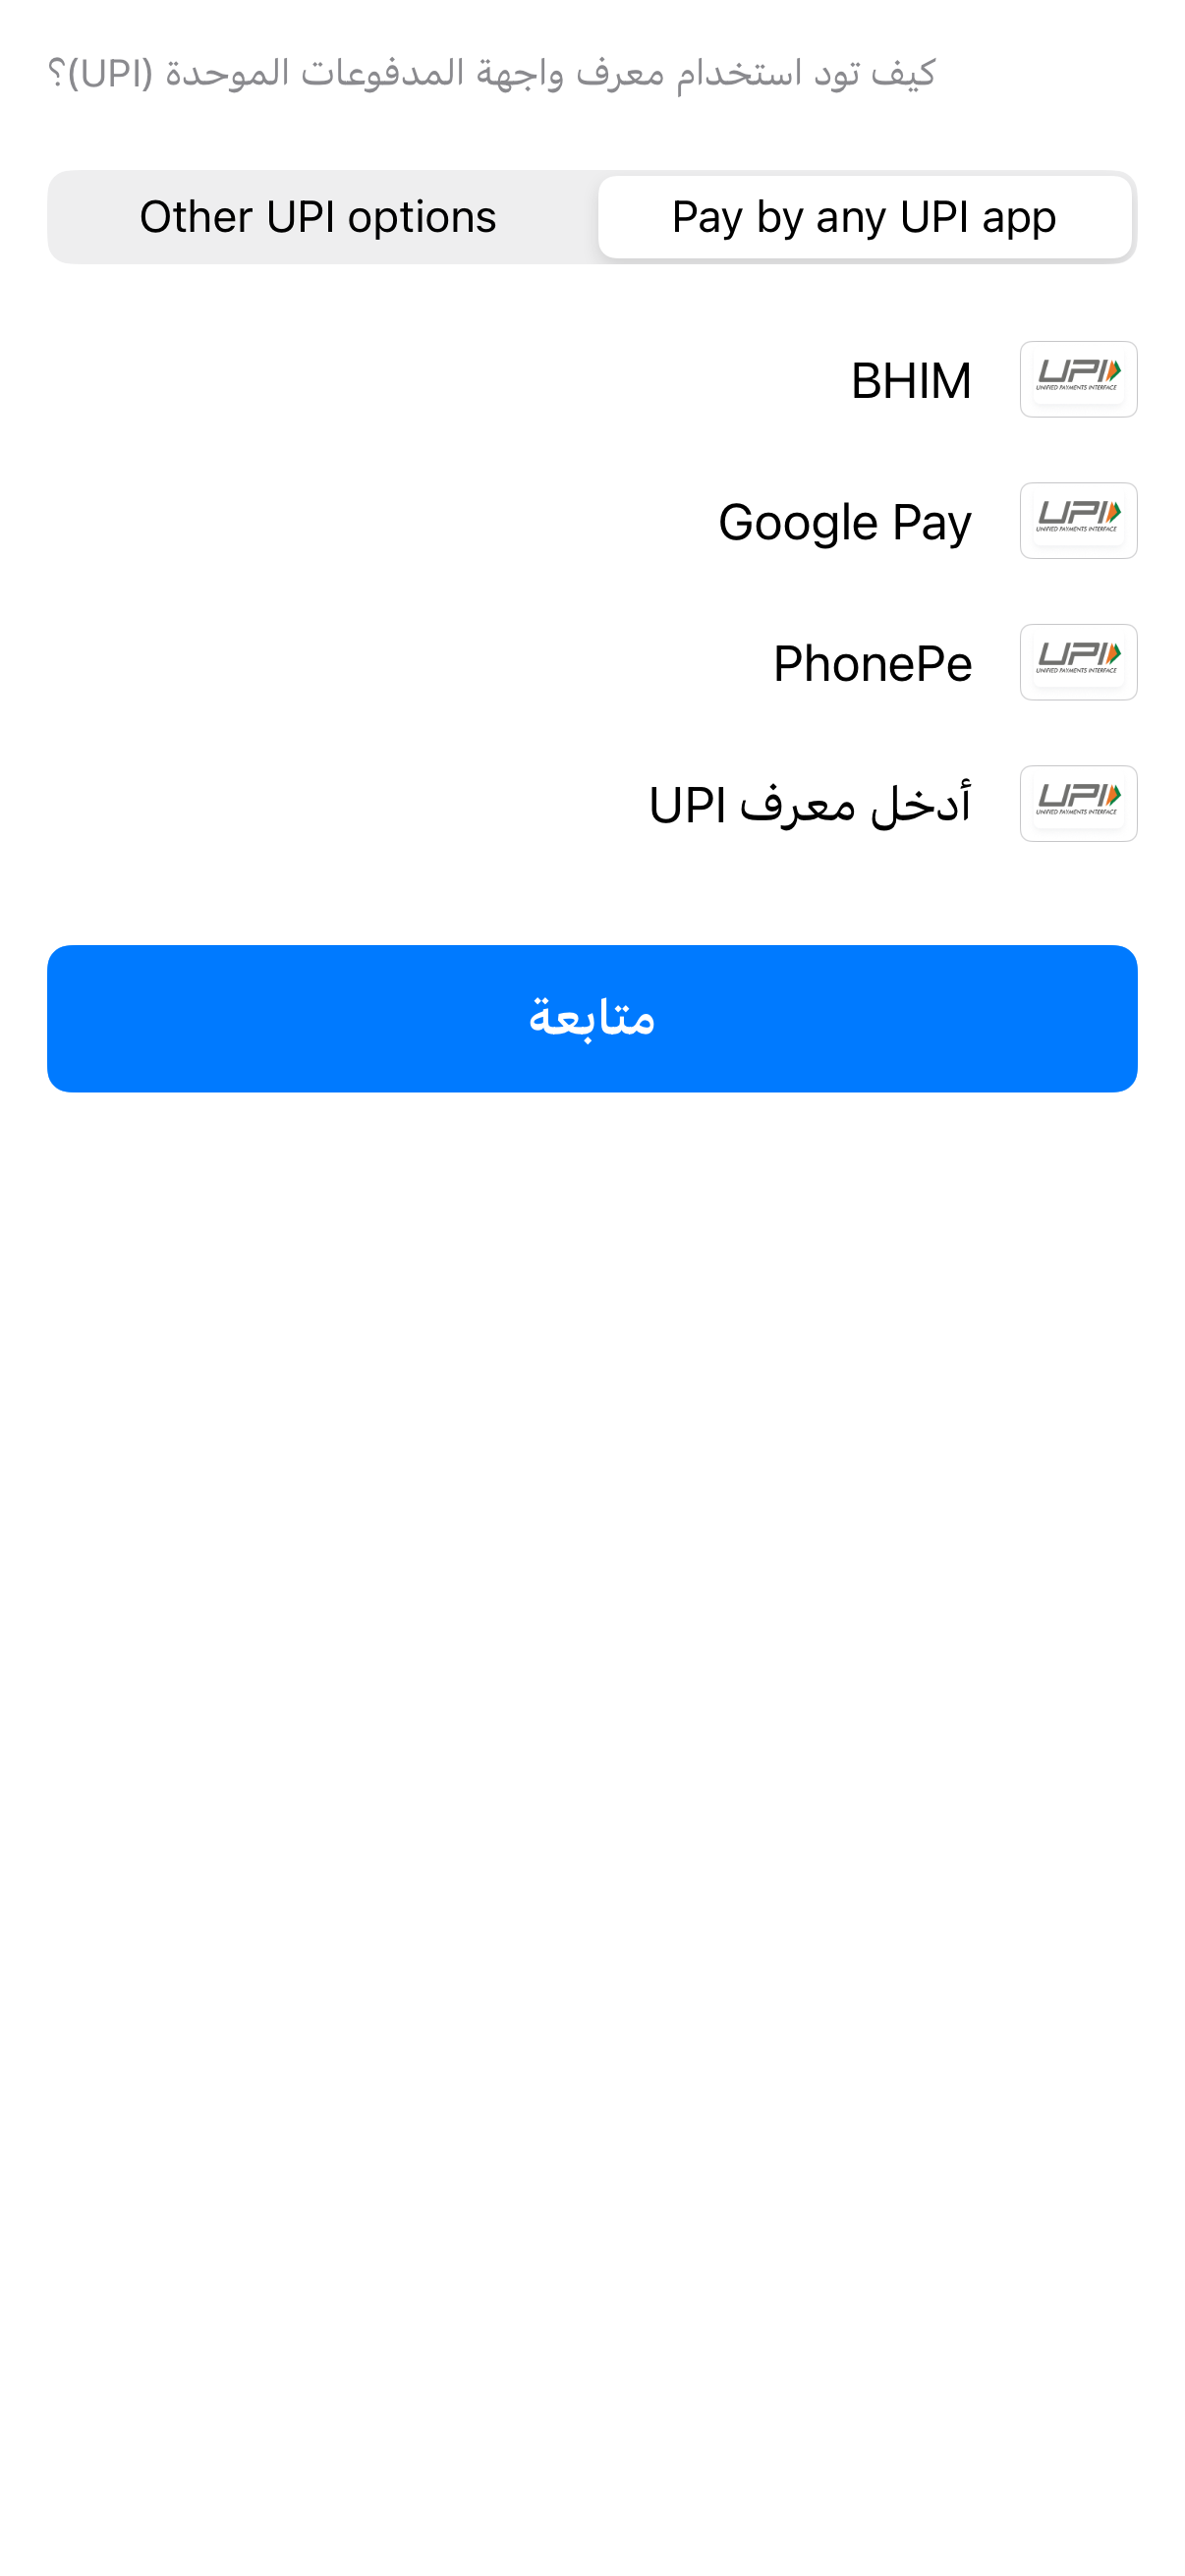 كيف تود استخدام معرف واجهة المدفوعات الموحدة (UPI)؟
Pay by any UPI app
Other UPI options
UPI
UNIFIED PAYMENTS INTERFACE
BHIM
UPI
UNIFIED PAYMENTS INTERFACE
Google Pay
UPI
UNIFIED PAYMENTS INTERFACE
PhonePe
UPI
UNIFIED PAYMENTS INTERFACE
أدخل معرف UPI
متابعة